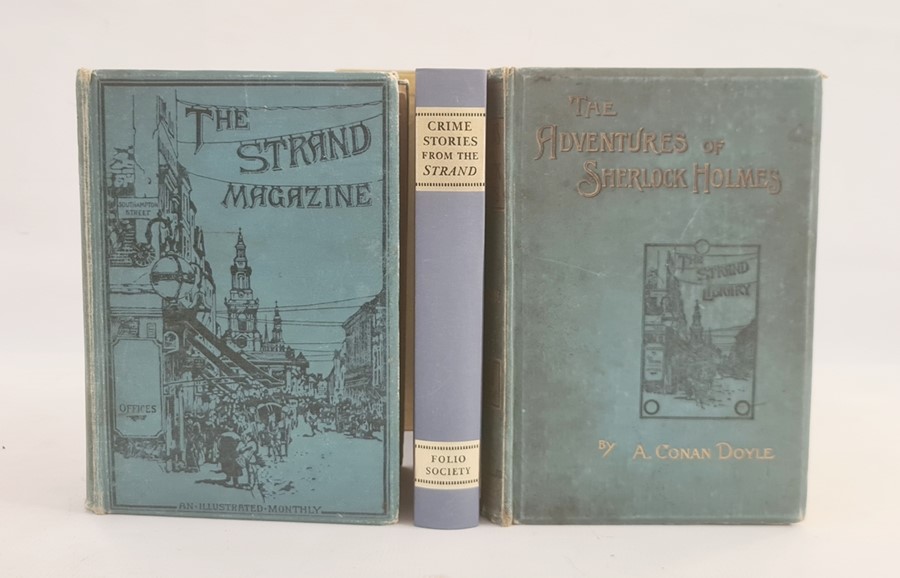 THE
STRAND
MAGAZINE
SOUTHAMPTON
STREET
OFFICES
AN·ILLUSTRATED·MONTHLY
CRIME
STORIES
FROM THE
STRAND
FOLIO
SOCIETY
THE
ADVENTURES OF
SHERLOCK HOLMES
THE
STRAND
LIBRARY
BY A. CONAN DOYLE